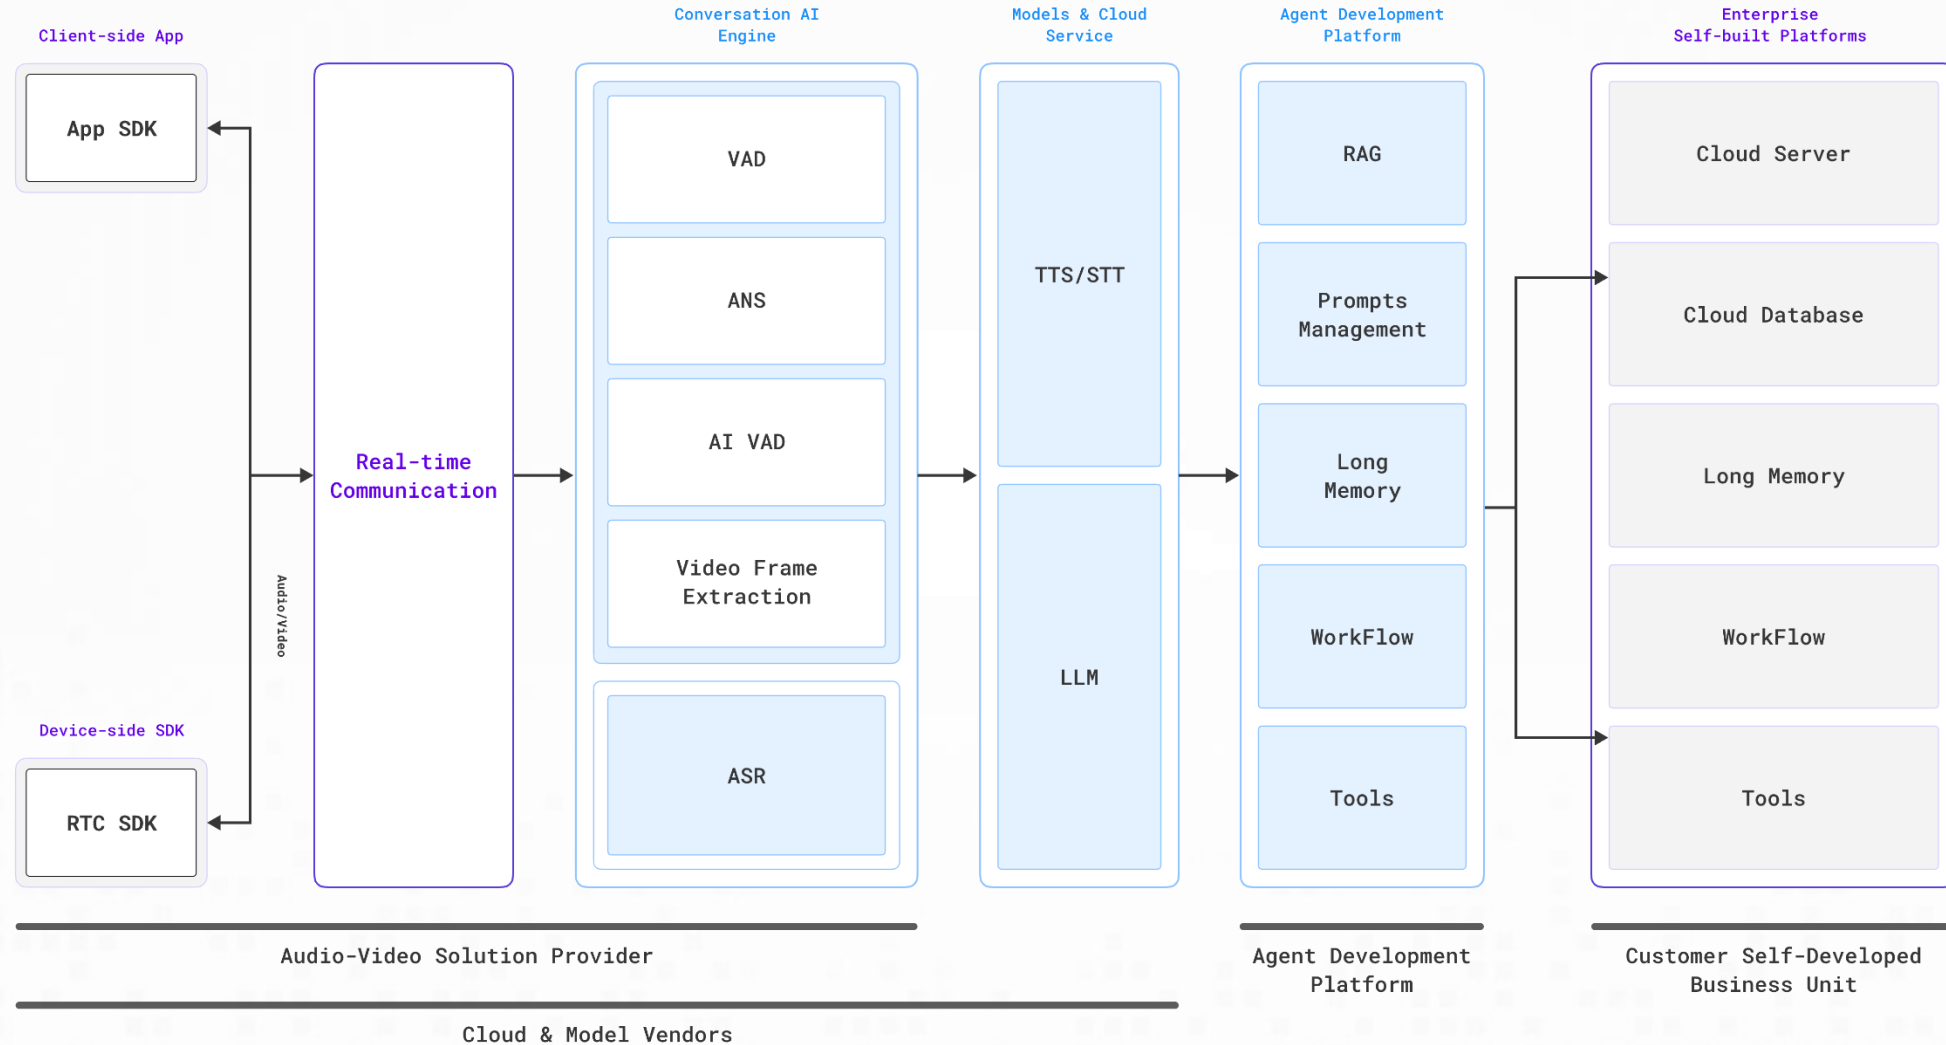 Client-side App
App SDK
Device-side SDK
RTC SDK
Audio/Video
Real-time
Communication
Conversation AI
Engine
VAD
ANS
AI VAD
Video Frame
Extraction
ASR
Models & Cloud
Service
TTS/STT
LLM
Agent Development
Platform
RAG
Prompts
Management
Long
Memory
WorkFlow
Tools
Enterprise
Self-built Platforms
Cloud Server
Cloud Database
Long Memory
WorkFlow
Tools
Audio-Video Solution Provider
Agent Development
Platform
Customer Self-Developed
Business Unit
Cloud & Model Vendors